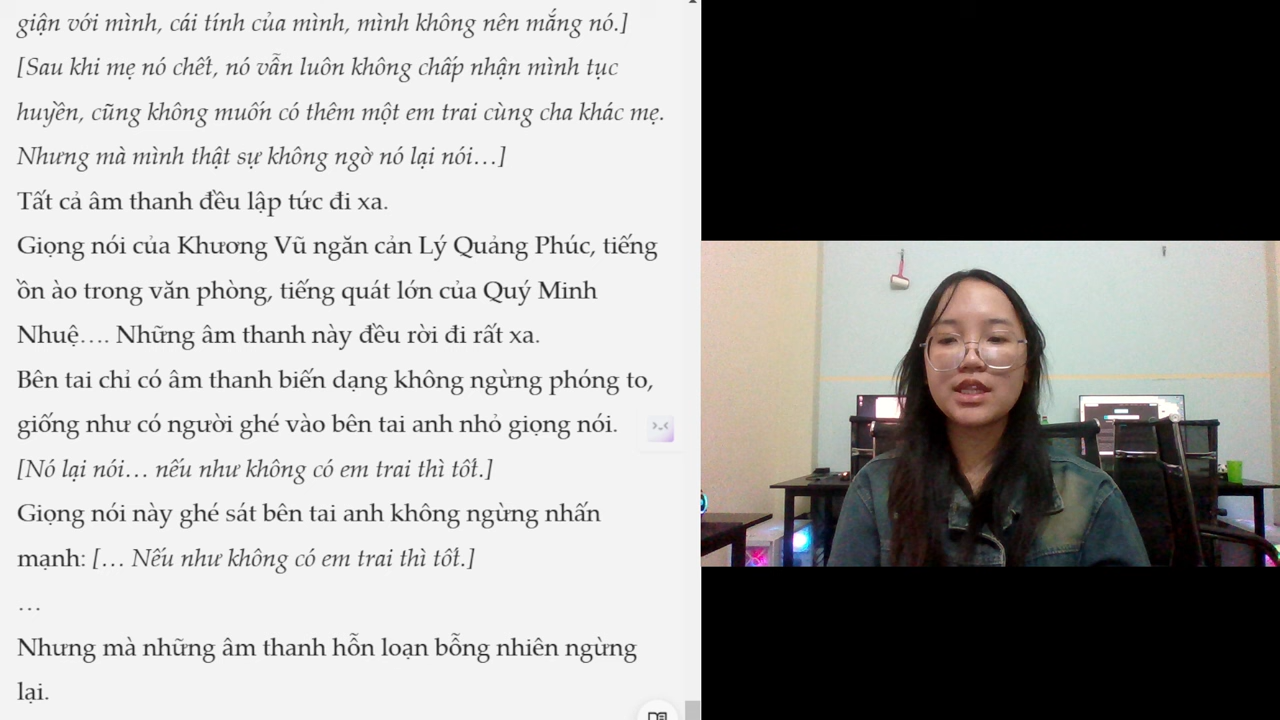 giận với mình, cái tính của mình, mình không nên mắng nó.]
[Sau khi mẹ nó chết, nó vẫn luôn không chấp nhận mình tục
huyền, cũng không muốn có thêm một em trai cùng cha khác mẹ.
Nhưng mà mình thật sự không ngờ nó lại nói…]
Tất cả âm thanh đều lập tức đi xa.
Giọng nói của Khương Vũ ngăn cản Lý Quảng Phúc, tiếng
ồn ào trong văn phòng, tiếng quát lớn của Quý Minh
Nhuệ…. Những âm thanh này đều rời đi rất xa.
Bên tai chỉ có âm thanh biến dạng không ngừng phóng to,
giống như có người ghé vào bên tai anh nhỏ giọng nói.
[Nó lại nói… nếu như không có em trai thì tốt.]
Giọng nói này ghé sát bên tai anh không ngừng nhấn
mạnh: [… Nếu như không có em trai thì tốt.]
…
Nhưng mà những âm thanh hỗn loạn bỗng nhiên ngừng
lại.